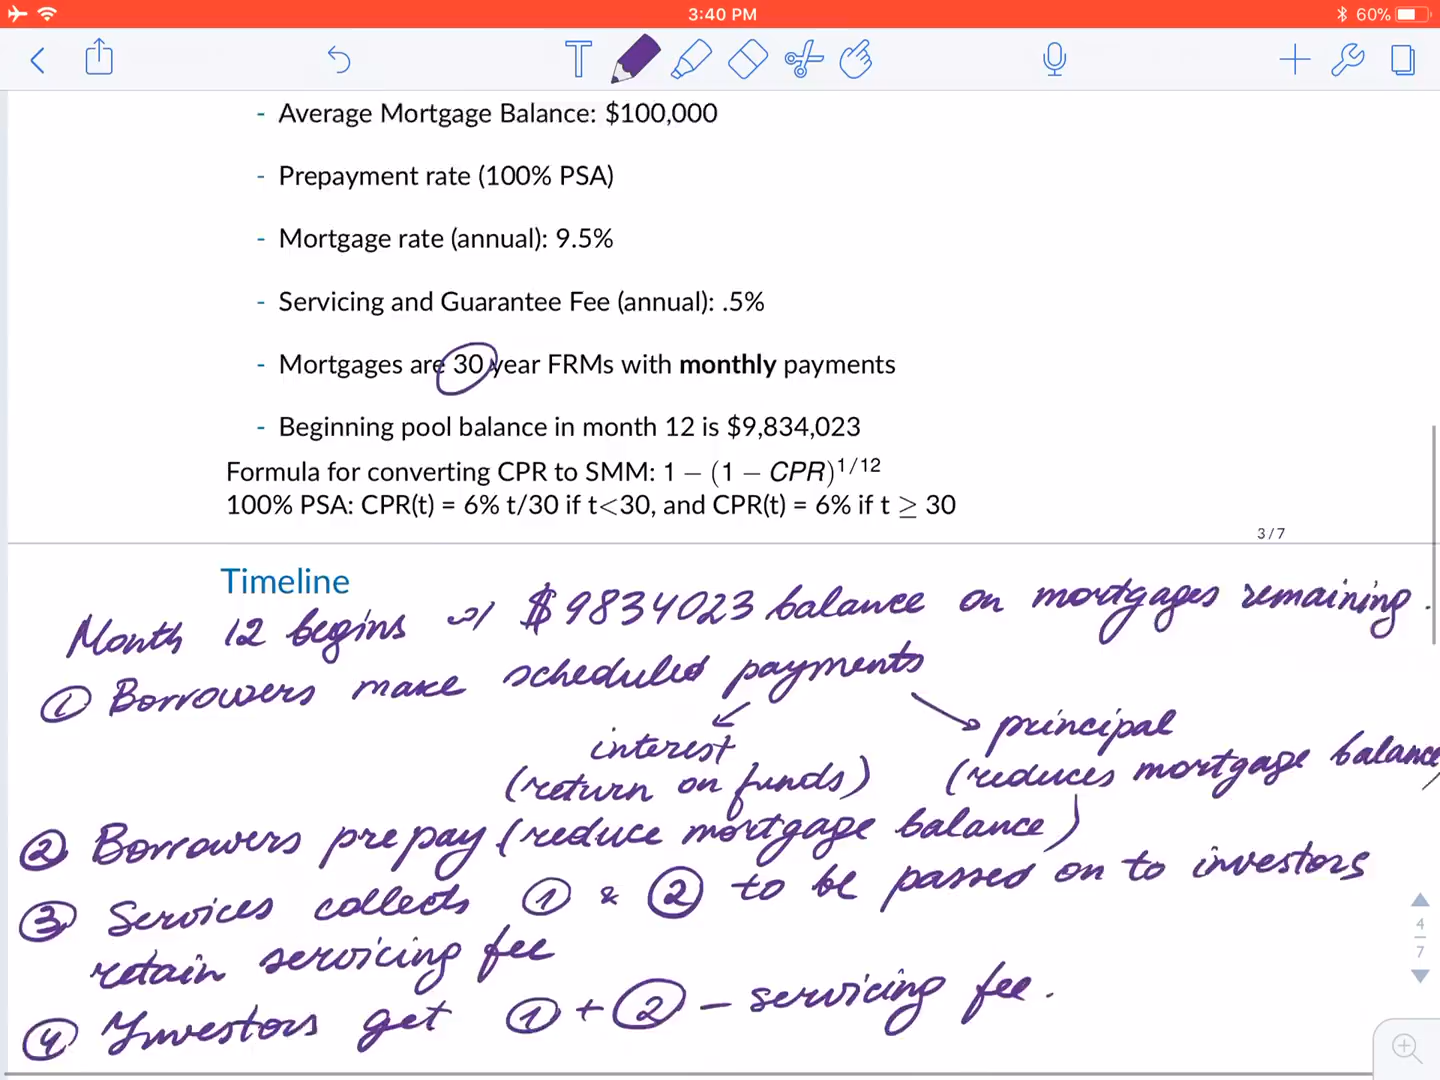 3:40 PM
60%
T
- Average Mortgage Balance: $100,000
- Prepayment rate (100% PSA)
- Mortgage rate (annual): 9.5%
- Servicing and Guarantee Fee (annual): .5%
- Mortgages are 30 year FRMs with monthly payments
- Beginning pool balance in month 12 is $9,834,023
Formula for converting CPR to SMM: 1 − (1 − CPR)^1/12
100% PSA: CPR(t) = 6% t/30 if t<30, and CPR(t) = 6% if t ≥ 30
3 / 7
Timeline
Month 12 begins w/ $9834023 balance on mortgages remaining.
① Borrowers make scheduled payments
interest
principal
(return on funds)
(reduces mortgage balance)
② Borrowers prepay (reduce mortgage balance)
③ Services collects ① & ② to be passed on to investors
retain servicing fee
④ Investors get ① + ② − servicing fee.
4
7